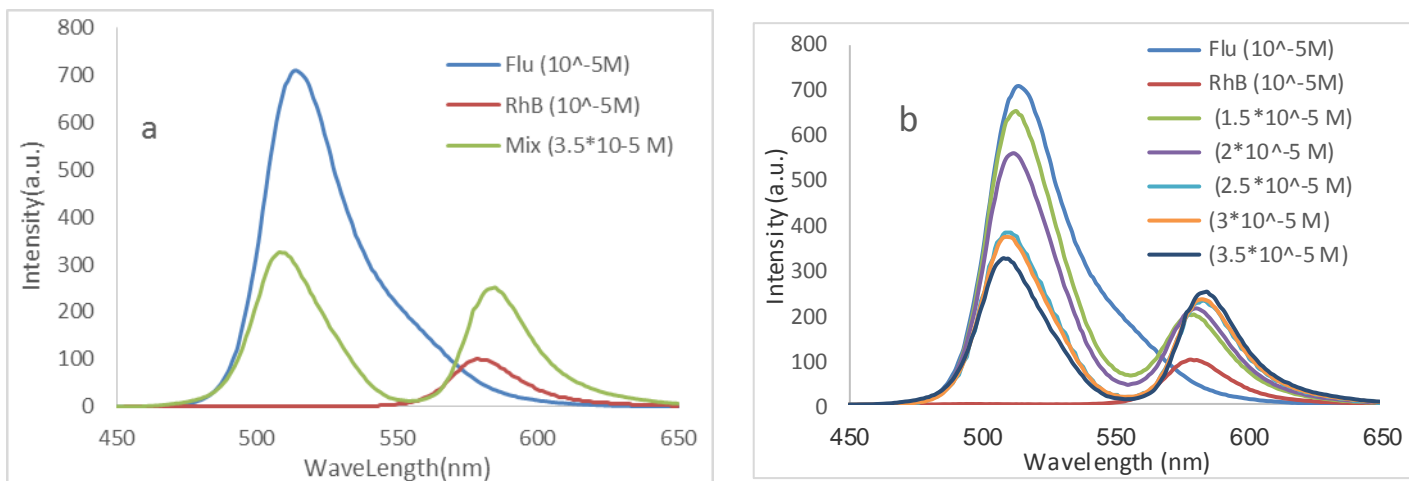 800
700
600
500
400
300
200
100
0
Intensity(a.u.)
a
Flu (10^-5M)
RhB (10^-5M)
Mix (3.5*10-5 M)
450 500 550 600 650
WaveLength(nm)
800
700
600
500
400
300
200
100
0
Intensity (a.u.)
b
Flu (10^-5M)
RhB (10^-5M)
(1.5*10^-5 M)
(2*10^-5 M)
(2.5*10^-5 M)
(3*10^-5 M)
(3.5*10^-5 M)
450 500 550 600 650
Wavelength (nm)